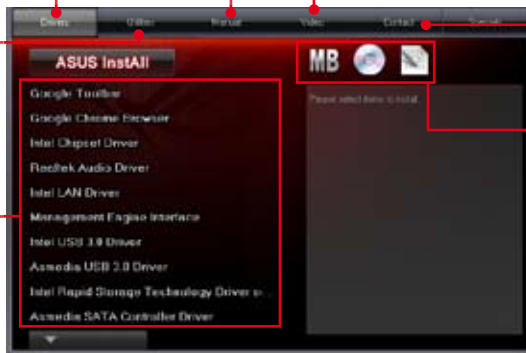 Drivers Utilities Manual Video Contact Specials
ASUS InstAll
MB
Google Toolbar
Please select items to install.
Google Chrome Browser
Intel Chipset Driver
Realtek Audio Driver
Intel LAN Driver
Management Engine Interface
Intel USB 3.0 Driver
Asmedia USB 3.0 Driver
Intel Rapid Storage Technology Driver
Asmedia SATA Controller Driver